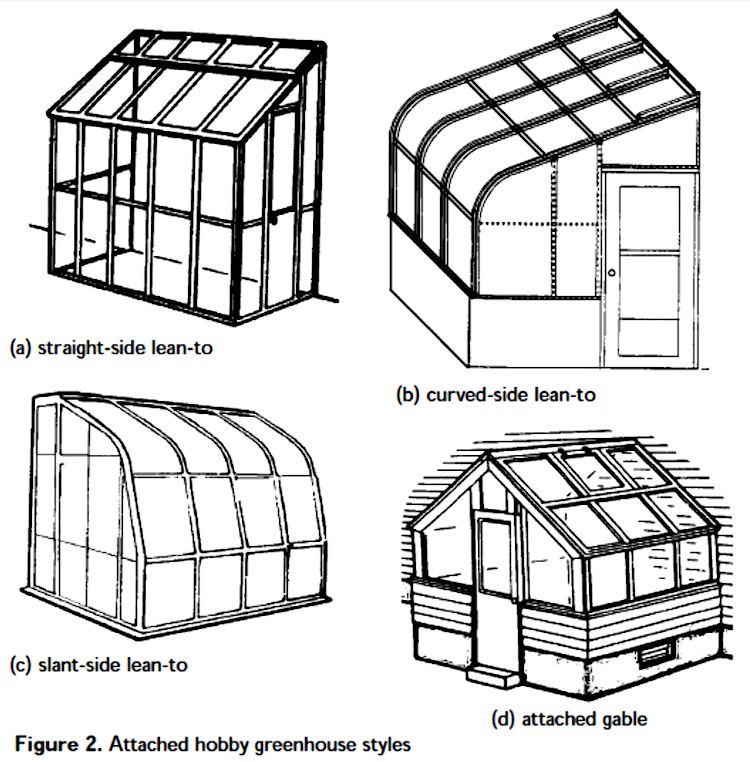 (a) straight-side lean-to
(b) curved-side lean-to
(c) slant-side lean-to
(d) attached gable
Figure 2. Attached hobby greenhouse styles